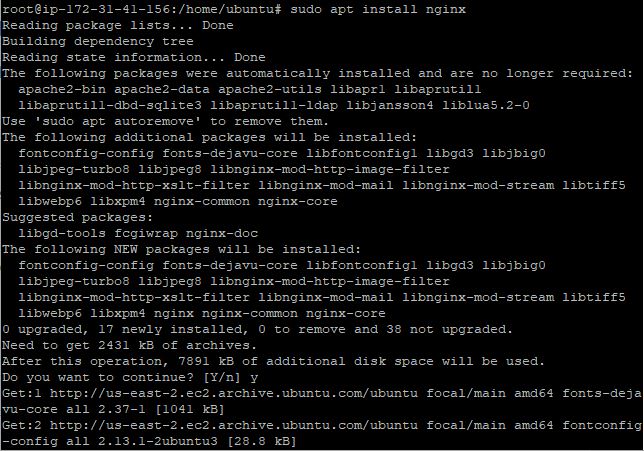 root@ip-172-31-41-156:/home/ubuntu# sudo apt install nginx
Reading package lists... Done
Building dependency tree
Reading state information... Done
The following packages were automatically installed and are no longer required:
  apache2-bin apache2-data apache2-utils libapr1 libaprutil1
  libaprutil1-dbd-sqlite3 libaprutil1-ldap libjansson4 liblua5.2-0
Use 'sudo apt autoremove' to remove them.
The following additional packages will be installed:
  fontconfig-config fonts-dejavu-core libfontconfig1 libgd3 libjbig0
  libjpeg-turbo8 libjpeg8 libnginx-mod-http-image-filter
  libnginx-mod-http-xslt-filter libnginx-mod-mail libnginx-mod-stream libtiff5
  libwebp6 libxpm4 nginx-common nginx-core
Suggested packages:
  libgd-tools fcgiwrap nginx-doc
The following NEW packages will be installed:
  fontconfig-config fonts-dejavu-core libfontconfig1 libgd3 libjbig0
  libjpeg-turbo8 libjpeg8 libnginx-mod-http-image-filter
  libnginx-mod-http-xslt-filter libnginx-mod-mail libnginx-mod-stream libtiff5
  libwebp6 libxpm4 nginx nginx-common nginx-core
0 upgraded, 17 newly installed, 0 to remove and 38 not upgraded.
Need to get 2431 kB of archives.
After this operation, 7891 kB of additional disk space will be used.
Do you want to continue? [Y/n] y
Get:1 http://us-east-2.ec2.archive.ubuntu.com/ubuntu focal/main amd64 fonts-deja
vu-core all 2.37-1 [1041 kB]
Get:2 http://us-east-2.ec2.archive.ubuntu.com/ubuntu focal/main amd64 fontconfig
-config all 2.13.1-2ubuntu3 [28.8 kB]